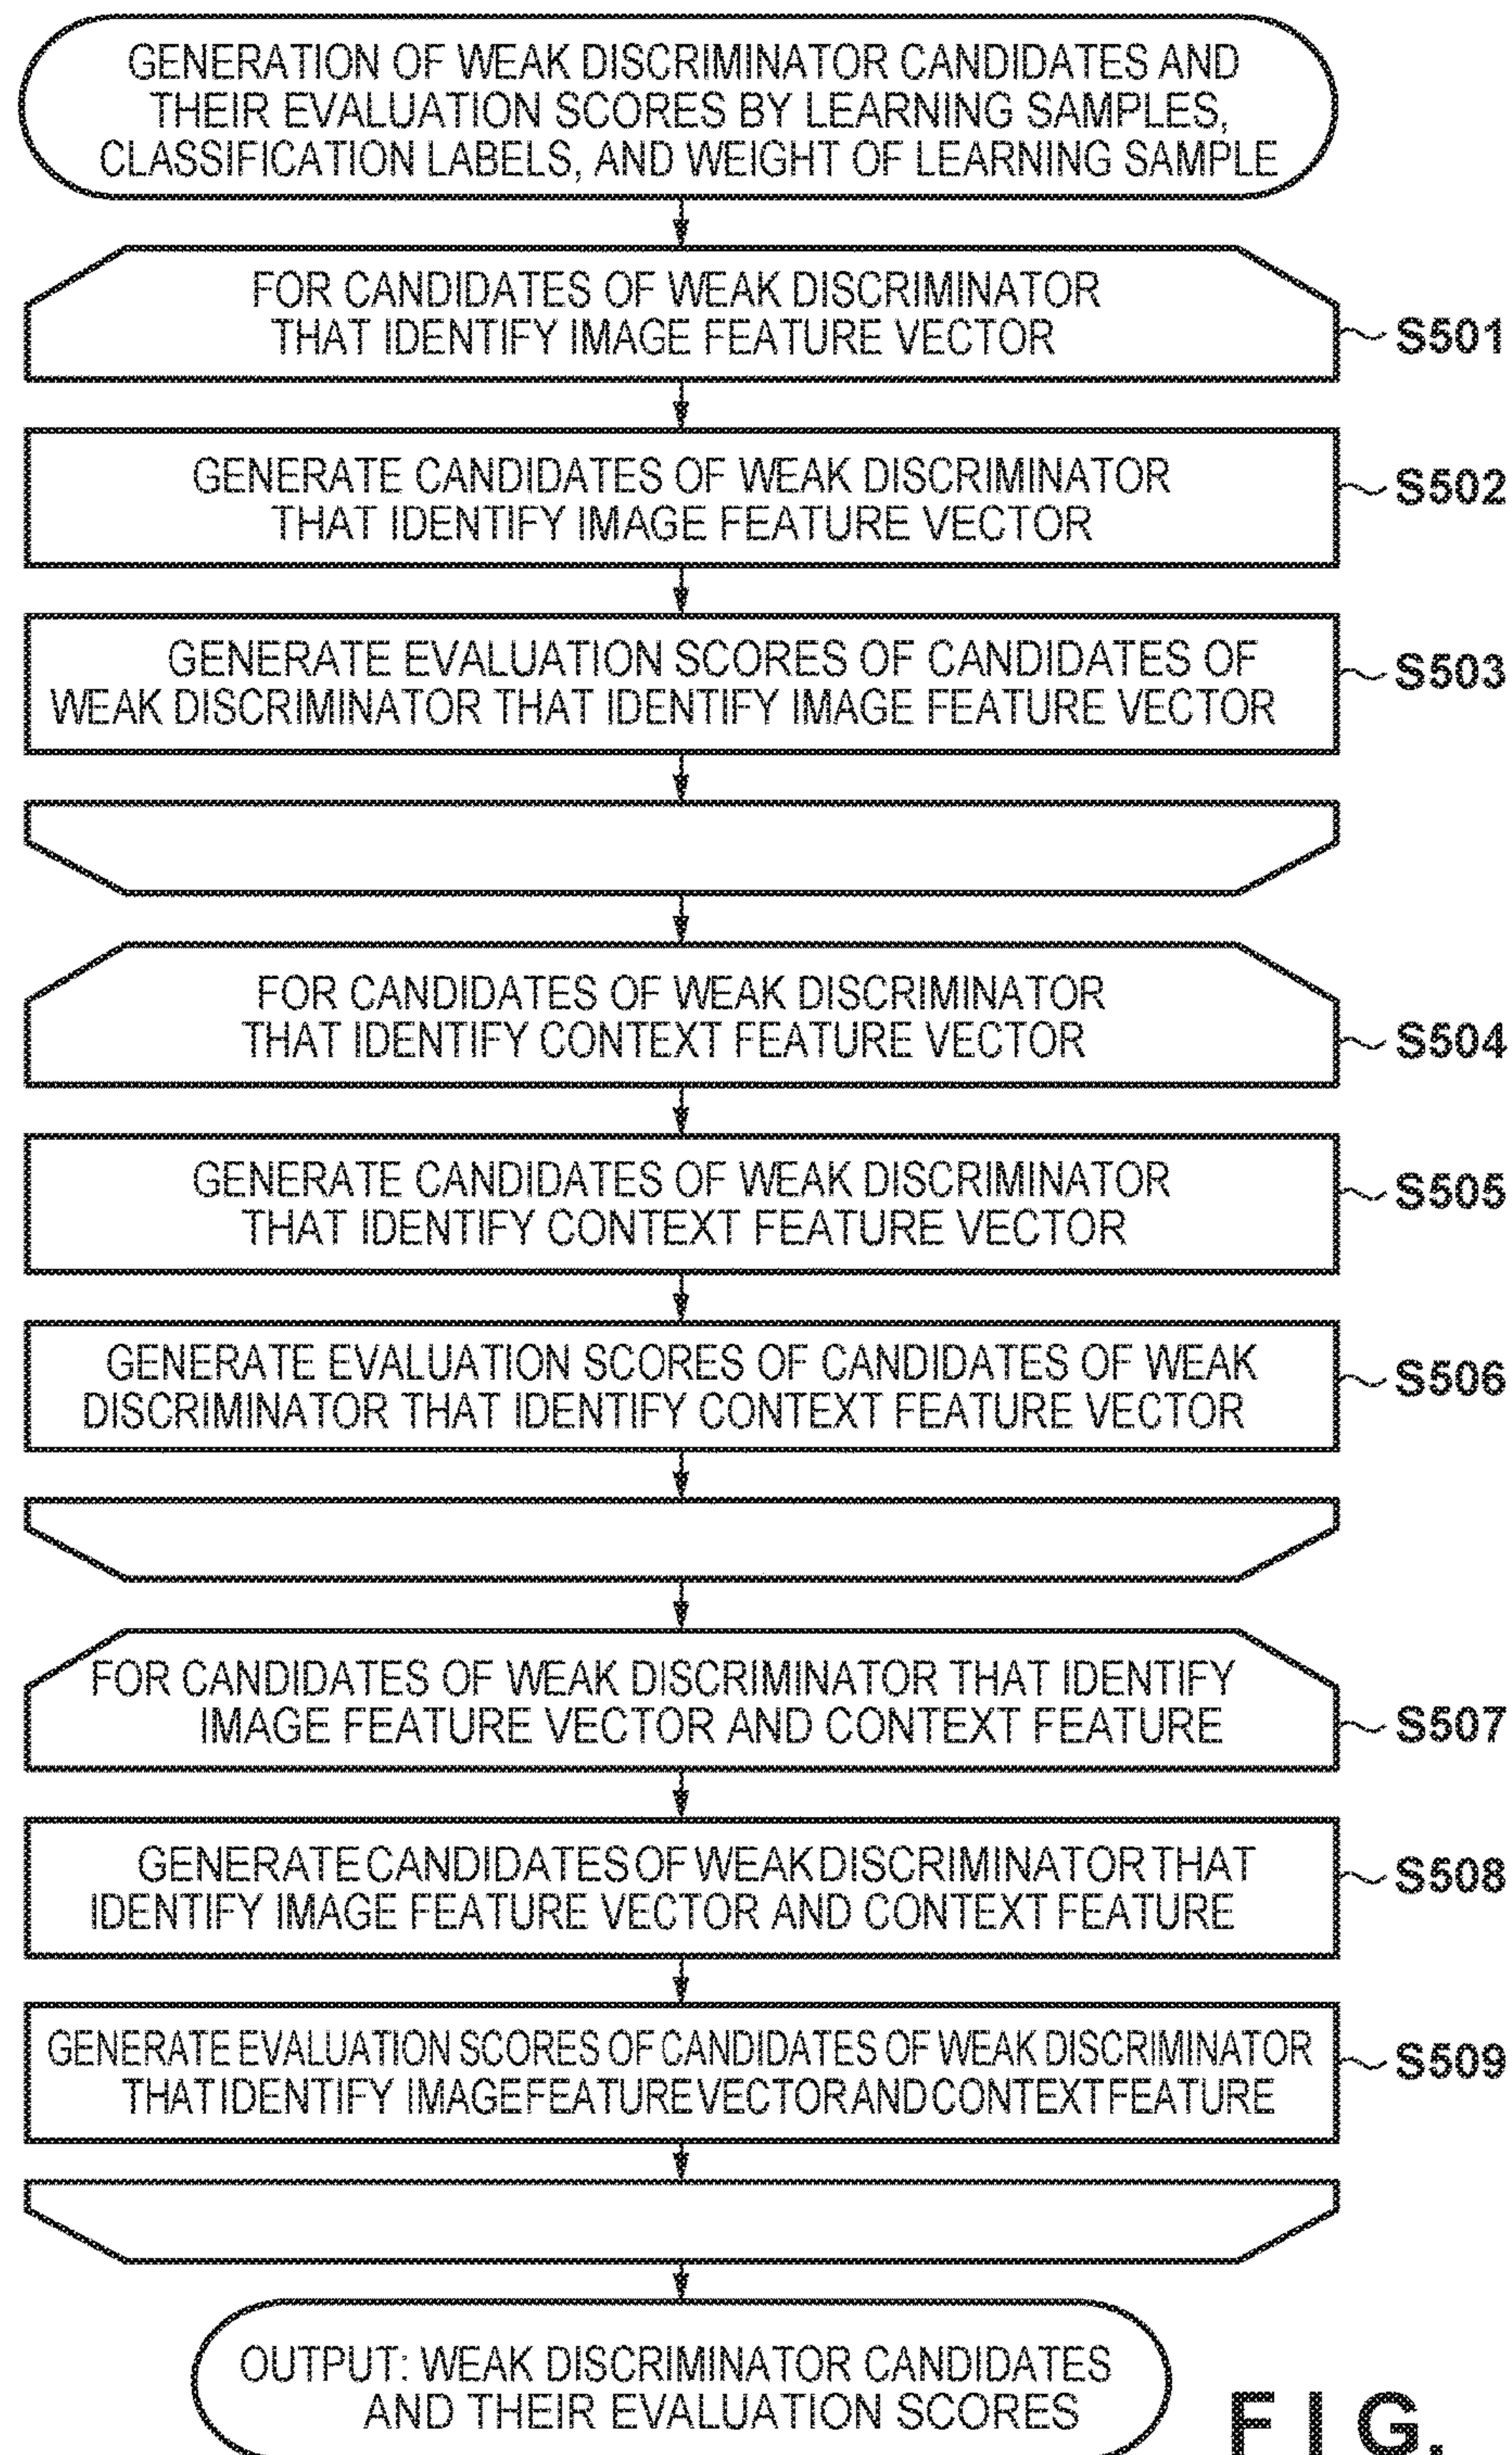 GENERATION OF WEAK DISCRIMINATOR CANDIDATES AND
THEIR EVALUATION SCORES BY LEARNING SAMPLES,
CLASSIFICATION LABELS, AND WEIGHT OF LEARNING SAMPLE
FOR CANDIDATES OF WEAK DISCRIMINATOR
THAT IDENTIFY IMAGE FEATURE VECTOR
S501
GENERATE CANDIDATES OF WEAK DISCRIMINATOR
THAT IDENTIFY IMAGE FEATURE VECTOR
S502
GENERATE EVALUATION SCORES OF CANDIDATES OF
WEAK DISCRIMINATOR THAT IDENTIFY IMAGE FEATURE VECTOR
S503
FOR CANDIDATES OF WEAK DISCRIMINATOR
THAT IDENTIFY CONTEXT FEATURE VECTOR
S504
GENERATE CANDIDATES OF WEAK DISCRIMINATOR
THAT IDENTIFY CONTEXT FEATURE VECTOR
S505
GENERATE EVALUATION SCORES OF CANDIDATES OF WEAK
DISCRIMINATOR THAT IDENTIFY CONTEXT FEATURE VECTOR
S506
FOR CANDIDATES OF WEAK DISCRIMINATOR THAT IDENTIFY
IMAGE FEATURE VECTOR AND CONTEXT FEATURE
S507
GENERATE CANDIDATES OF WEAK DISCRIMINATOR THAT
IDENTIFY IMAGE FEATURE VECTOR AND CONTEXT FEATURE
S508
GENERATE EVALUATION SCORES OF CANDIDATES OF WEAK DISCRIMINATOR
THAT IDENTIFY IMAGE FEATURE VECTOR AND CONTEXT FEATURE
S509
OUTPUT: WEAK DISCRIMINATOR CANDIDATES
AND THEIR EVALUATION SCORES
FIG.